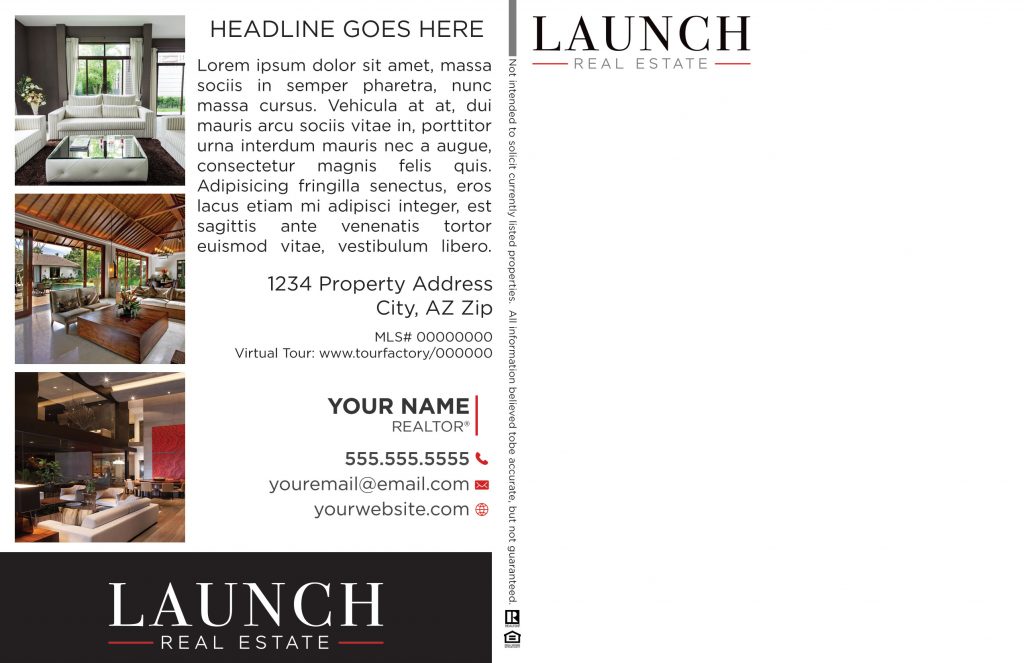 HEADLINE GOES HERE
Lorem ipsum dolor sit amet, massa
sociis in semper pharetra, nunc
massa cursus. Vehicula at at, dui
mauris arcu sociis vitae in, porttitor
urna interdum mauris nec a augue,
consectetur magnis felis quis.
Adipisicing fringilla senectus, eros
lacus etiam mi adipisci integer, est
sagittis ante venenatis tortor
euismod vitae, vestibulum libero.
1234 Property Address
City, AZ Zip
MLS# 00000000
Virtual Tour: www.tourfactory/000000
YOUR NAME
REALTOR®
555.555.5555
youremail@email.com
yourwebsite.com
LAUNCH
REAL ESTATE
Not intended to solicit currently listed properties. All information believed tobe accurate, but not guaranteed.
LAUNCH
REAL ESTATE